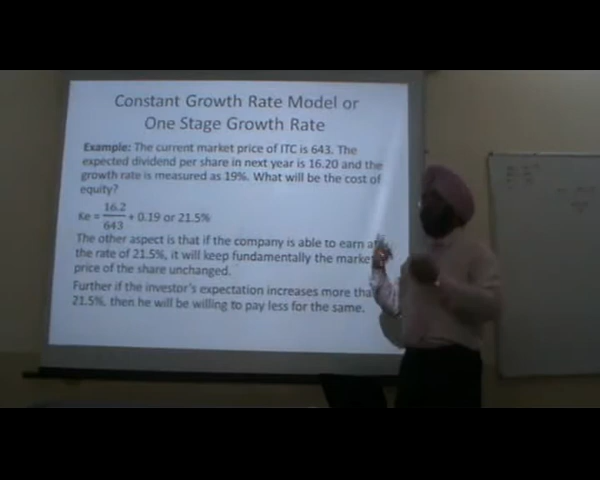 Constant Growth Rate Model or
One Stage Growth Rate
Example: The current market price of ITC is 643. The
expected dividend per share in next year is 16.20 and the
growth rate is measured as 19%. What will be the cost of
equity?
Ke = 16.2/643 + 0.19 or 21.5%
The other aspect is that if the company is able to earn at
the rate of 21.5%, it will keep fundamentally the market
price of the share unchanged.
Further if the investor's expectation increases more tha
21.5%, then he will be willing to pay less for the same.